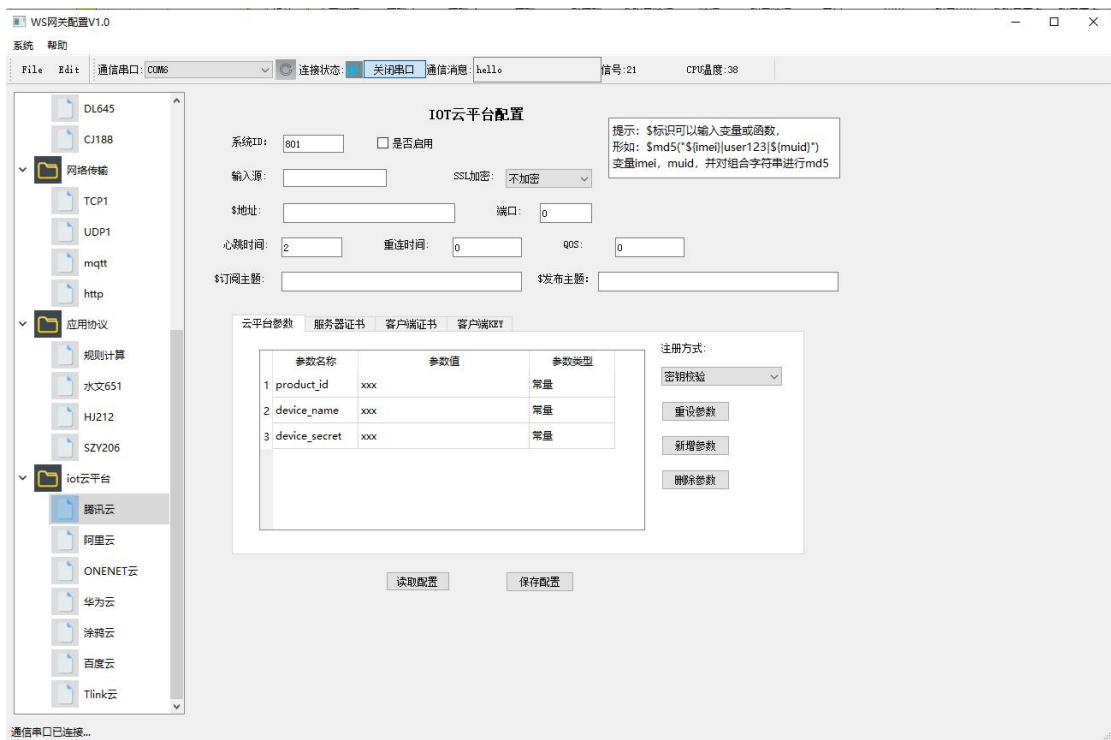 WS网关配置V1.0
系统 帮助
File Edit 通信串口: COM6 连接状态: 关闭串口 通信消息: hello 信号:21 CPU温度:38
DL645
CJ188
网络传输
TCP1
UDP1
mqtt
http
应用协议
规则计算
水文651
HJ212
SZY206
iot云平台
腾讯云
阿里云
ONENET云
华为云
涂鸦云
百度云
Tlink云
IOT云平台配置
提示: $标识可以输入变量或函数,
形如: $md5("${imei}|user123|${muid}")
变量imei, muid, 并对组合字符串进行md5
系统ID: 801 是否启用
输入源: SSL加密: 不加密
$地址: 端口: 0
心跳时间: 2 重连时间: 0 QOS: 0
$订阅主题: $发布主题:
云平台参数 服务器证书 客户端证书 客户端KEY
参数名称 参数值 参数类型
1 product_id xxx 常量
2 device_name xxx 常量
3 device_secret xxx 常量
注册方式:
密钥校验
重设参数
新增参数
删除参数
读取配置 保存配置
通信串口已连接...